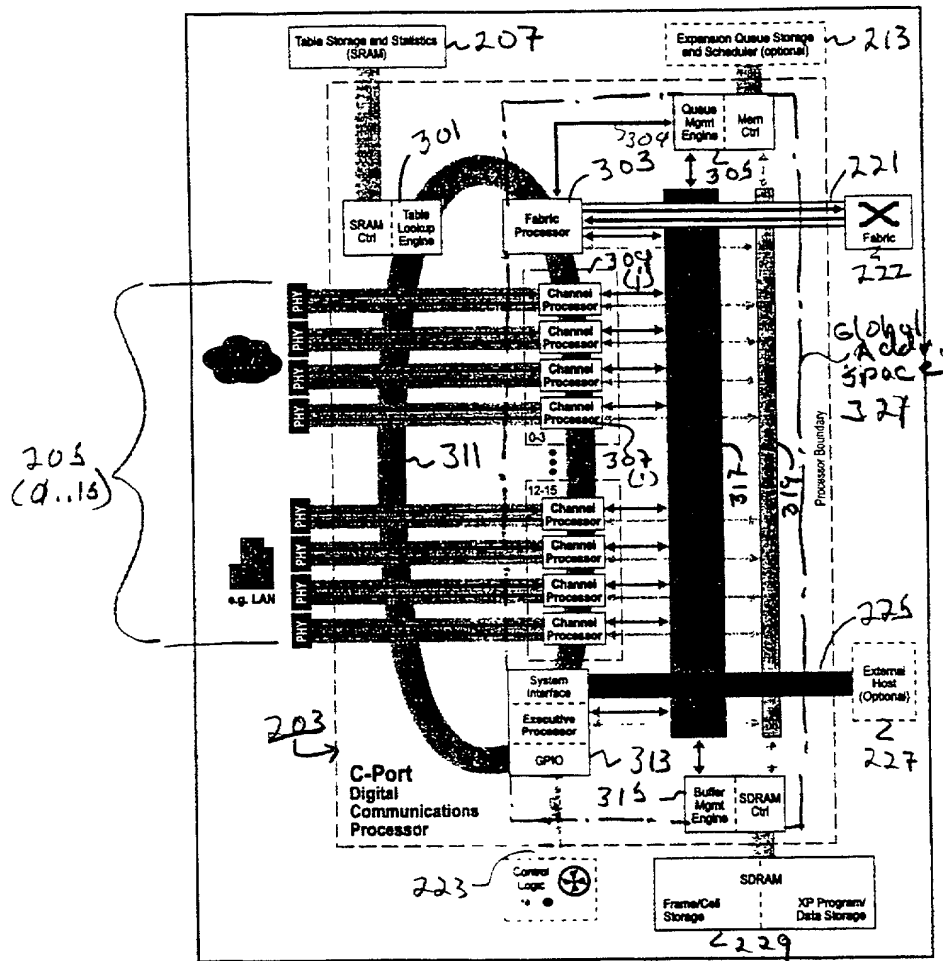 Table Storage and Statistics
(SRAM)
207
Expansion Queue Storage
and Scheduler (optional)
213
Queue
Mgmt
Engine
Mem
Ctrl
304
305
301
303
221
SRAM
Ctrl
Table
Lookup
Engine
Fabric
Processor
Fabric
222
309
(j)
PHY
Channel
Processor
PHY
Channel
Processor
PHY
Channel
Processor
PHY
Channel
Processor
0-3
307
(i)
Global
Addr.
Space
327
Processor Boundary
205
(0..15)
311
317
319
12-15
PHY
Channel
Processor
PHY
Channel
Processor
PHY
Channel
Processor
PHY
Channel
Processor
e.g. LAN
225
System
Interface
Executive
Processor
GPIO
313
External
Host
(Optional)
227
203
C-Port
Digital
Communications
Processor
315
Buffer
Mgmt
Engine
SDRAM
Ctrl
223
Control
Logic
SDRAM
Frame/Cell
Storage
XP Program/
Data Storage
229